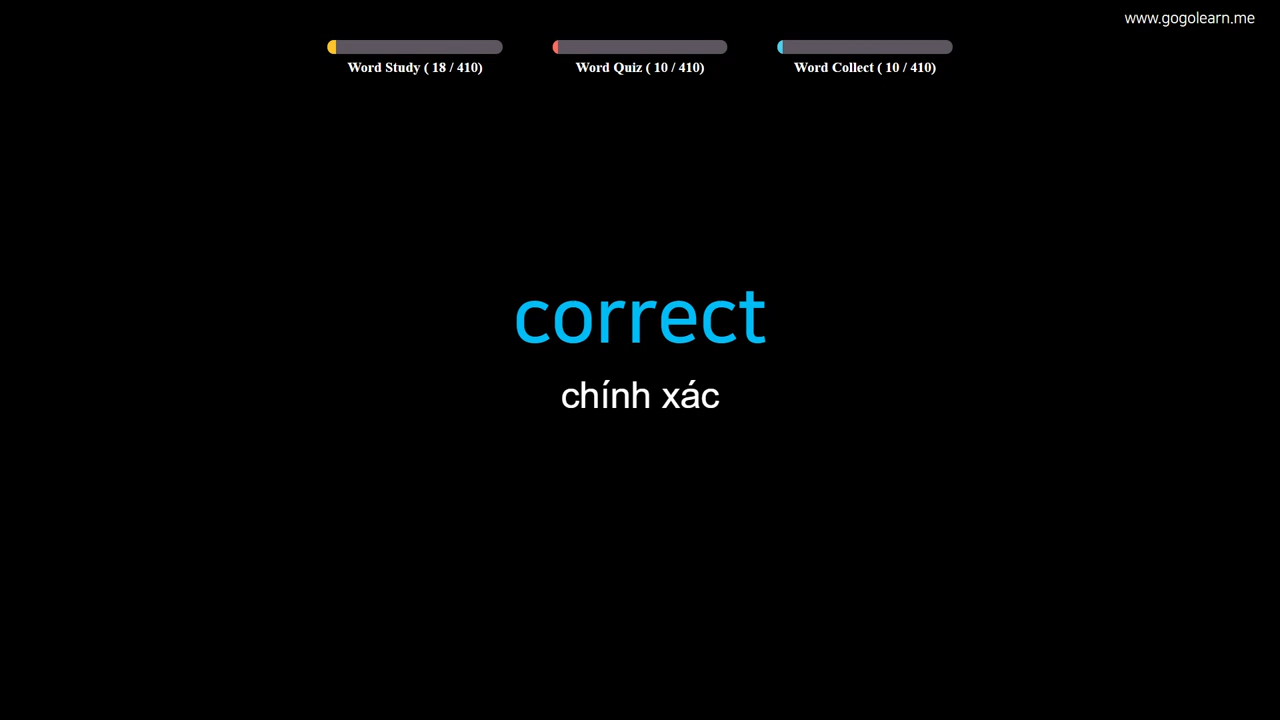 www.gogolearn.me
Word Study ( 18 / 410)
Word Quiz ( 10 / 410)
Word Collect ( 10 / 410)
correct
chính xác